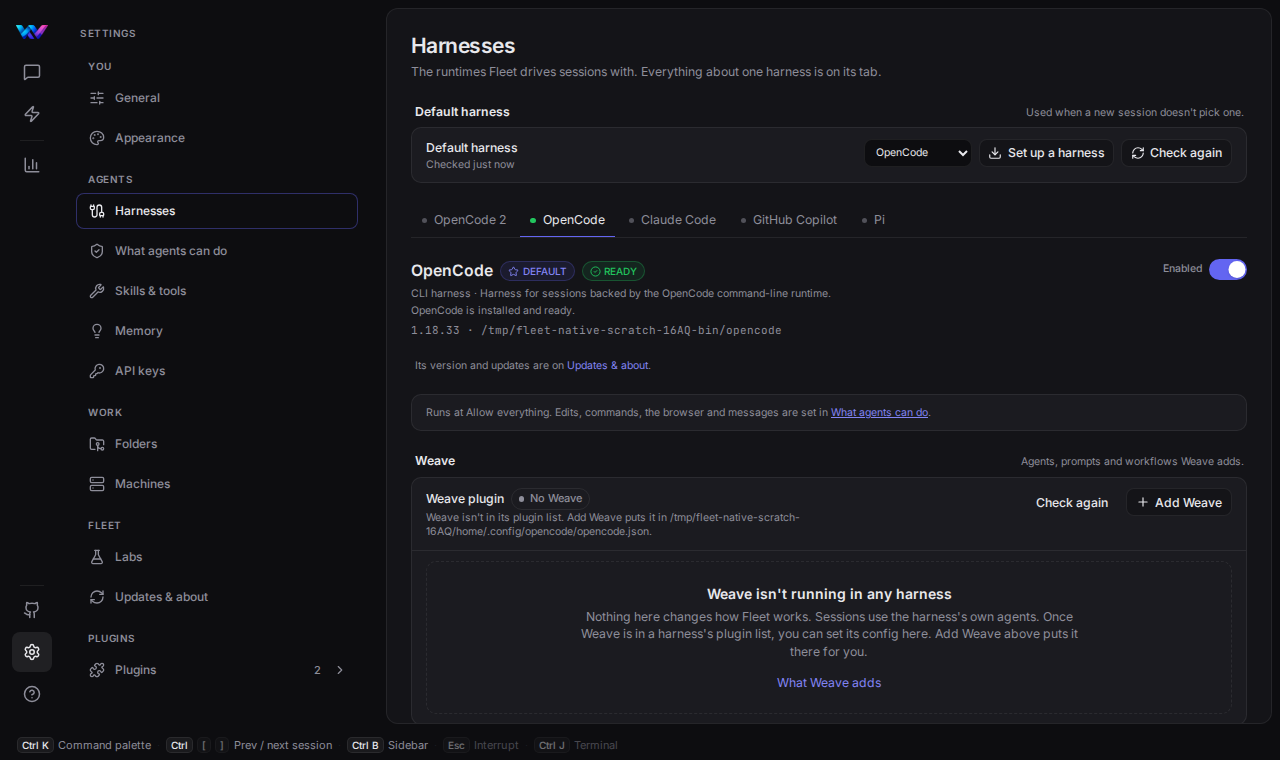 SETTINGS
YOU
General
Appearance
AGENTS
Harnesses
What agents can do
Skills & tools
Memory
API keys
WORK
Folders
Machines
FLEET
Labs
Updates & about
PLUGINS
Plugins 2
Harnesses
The runtimes Fleet drives sessions with. Everything about one harness is on its tab.
Default harness Used when a new session doesn't pick one.
Default harness
Checked just now
OpenCode Set up a harness Check again
OpenCode 2 OpenCode Claude Code GitHub Copilot Pi
OpenCode DEFAULT READY Enabled
CLI harness · Harness for sessions backed by the OpenCode command-line runtime.
OpenCode is installed and ready.
1.18.33 · /tmp/fleet-native-scratch-16AQ-bin/opencode
Its version and updates are on Updates & about.
Runs at Allow everything. Edits, commands, the browser and messages are set in What agents can do.
Weave Agents, prompts and workflows Weave adds.
Weave plugin No Weave
Weave isn't in its plugin list. Add Weave puts it in /tmp/fleet-native-scratch-
16AQ/home/.config/opencode/opencode.json.
Check again Add Weave
Weave isn't running in any harness
Nothing here changes how Fleet works. Sessions use the harness's own agents. Once
Weave is in a harness's plugin list, you can set its config here. Add Weave above puts it
there for you.
What Weave adds
Ctrl K Command palette Ctrl [ ] Prev / next session Ctrl B Sidebar Esc Interrupt Ctrl J Terminal